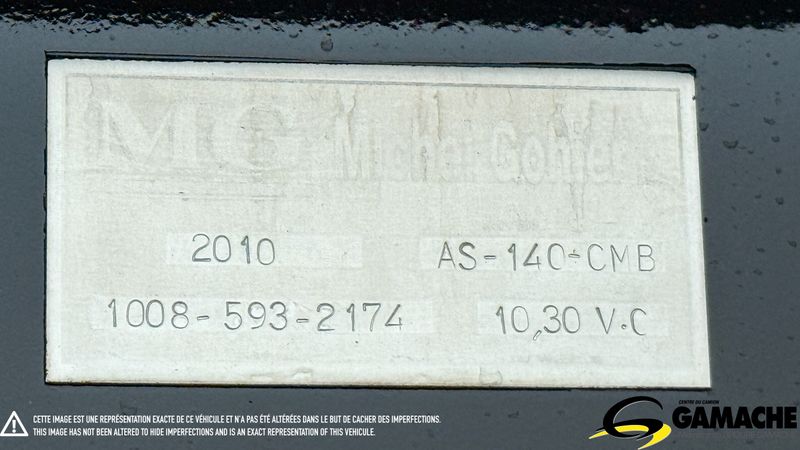 MG Michel Gohier
2010 AS-140-CMB
1008-593-2174 10,30 V.C
CETTE IMAGE EST UNE REPRÉSENTATION EXACTE DE CE VÉHICULE ET N'A PAS ÉTÉ ALTÉRÉES DANS LE BUT DE CACHER DES IMPERFECTIONS.
THIS IMAGE HAS NOT BEEN ALTERED TO HIDE IMPERFECTIONS AND IS AN EXACT REPRESENTATION OF THIS VEHICLE.
CENTRE DU CAMION
GAMACHE